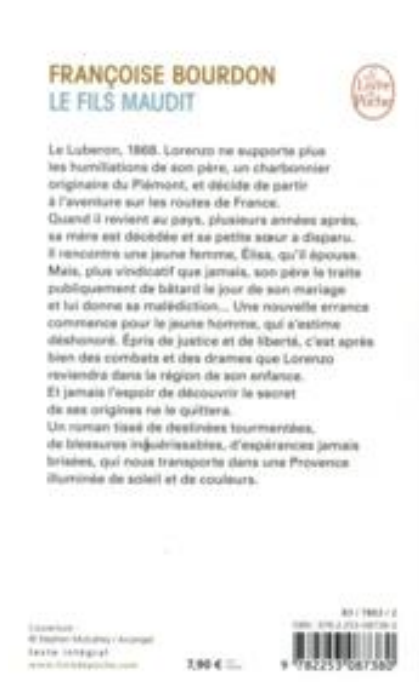 FRANÇOISE BOURDON
LE FILS MAUDIT
Le Livre de Poche
Le Luberon, 1868. Lorenzo ne supporte plus
les humiliations de son père, un charbonnier
originaire du Piémont, et décide de partir
à l'aventure sur les routes de France.
Quand il revient au pays, plusieurs années après,
sa mère est décédée et sa petite sœur a disparu.
Il rencontre une jeune femme, Élisa, qu'il épouse.
Mais, plus vindicatif que jamais, son père le traite
publiquement de bâtard le jour de son mariage
et lui donne sa malédiction... Une nouvelle errance
commence pour le jeune homme, qui s'estime
déshonoré. Épris de justice et de liberté, c'est après
bien des combats et des drames que Lorenzo
reviendra dans la région de son enfance.
Et jamais l'espoir de découvrir le secret
de ses origines ne le quittera.
Un roman tissé de destinées tourmentées,
de blessures inguérissables, d'espérances jamais
brisées, qui nous transporte dans une Provence
illuminée de soleil et de couleurs.
Couverture :
texte intégral
www.livredepoche.com
7,90 €
9 782253 087380